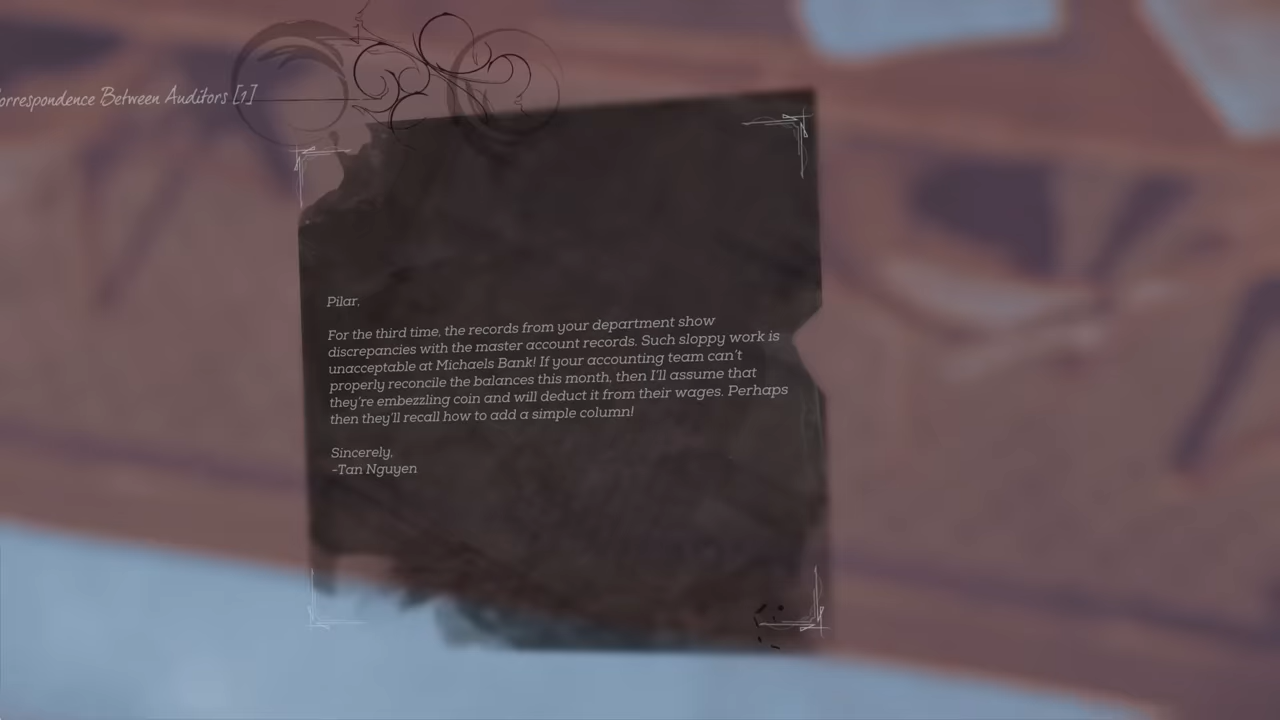 orrespondence Between Auditors [1]
Pilar,
For the third time, the records from your department show
discrepancies with the master account records. Such sloppy work is
unacceptable at Michaels Bank! If your accounting team can't
properly reconcile the balances this month, then I'll assume that
they're embezzling coin and will deduct it from their wages. Perhaps
then they'll recall how to add a simple column!
Sincerely,
-Tan Nguyen